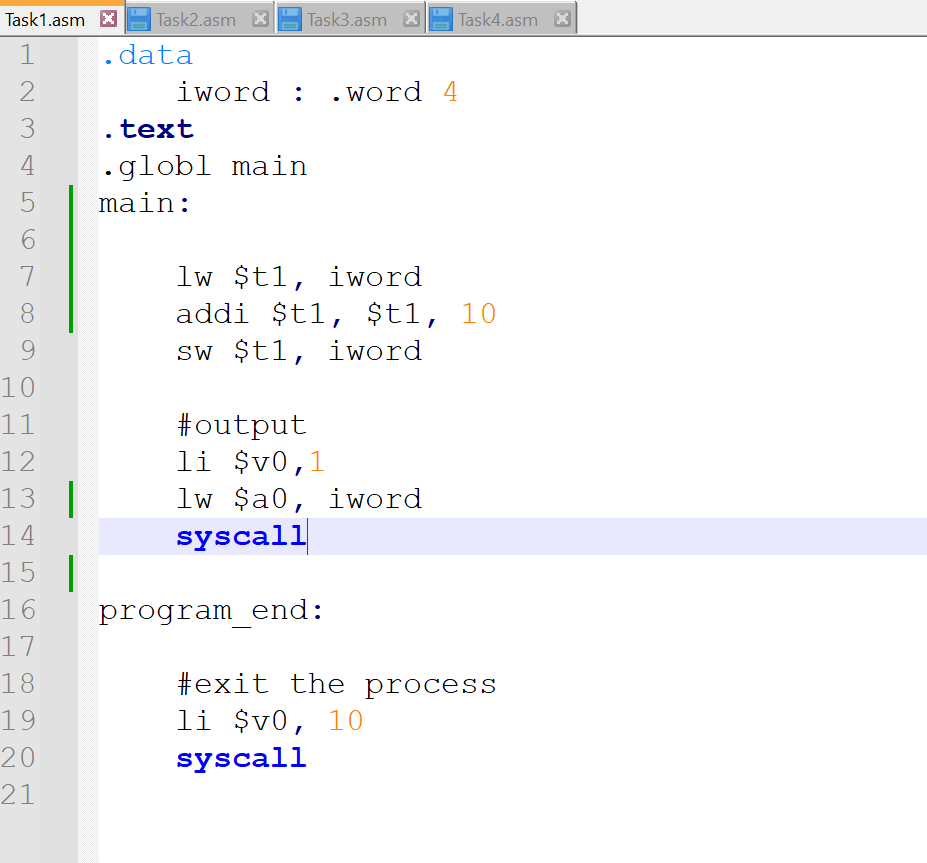 Task1.asm Task2.asm Task3.asm Task4.asm
1 .data
2 iword : .word 4
3 .text
4 .globl main
5 main:
6
7 lw $t1, iword
8 addi $t1, $t1, 10
9 sw $t1, iword
10
11 #output
12 li $v0,1
13 lw $a0, iword
14 syscall
15
16 program_end:
17
18 #exit the process
19 li $v0, 10
20 syscall
21